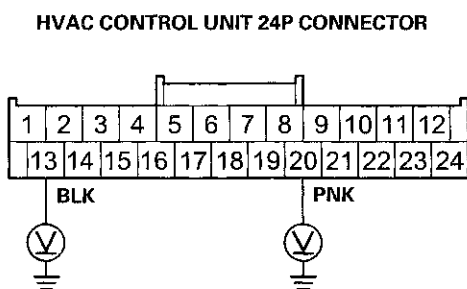 HVAC CONTROL UNIT 24P CONNECTOR
1 2 3 4 5 6 7 8 9 10 11 12
13 14 15 16 17 18 19 20 21 22 23 24
BLK PNK
V V